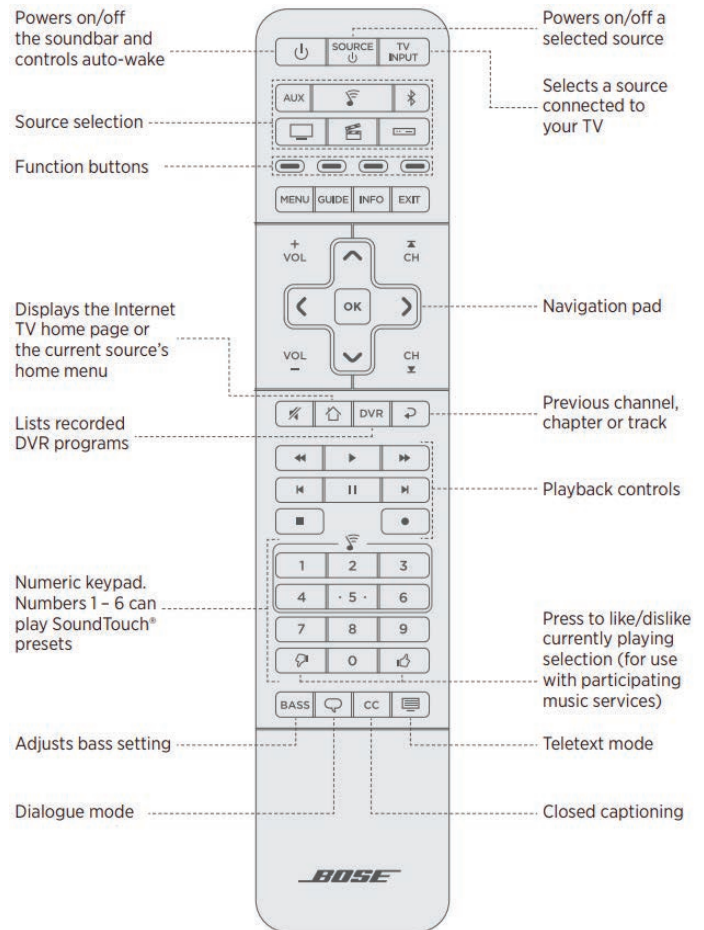 Powers on/off
the soundbar and
controls auto-wake
Powers on/off a
selected source
SOURCE
TV
INPUT
Selects a source
connected to
your TV
AUX
Source selection
Function buttons
MENU GUIDE INFO EXIT
+
VOL
CH
OK
Navigation pad
VOL
–
CH
Displays the Internet
TV home page or
the current source's
home menu
DVR
Previous channel,
chapter or track
Lists recorded
DVR programs
Playback controls
1 2 3
4 · 5 · 6
7 8 9
0
Numeric keypad.
Numbers 1 – 6 can
play SoundTouch®
presets
Press to like/dislike
currently playing
selection (for use
with participating
music services)
BASS CC
Adjusts bass setting
Teletext mode
Dialogue mode
Closed captioning
BOSE